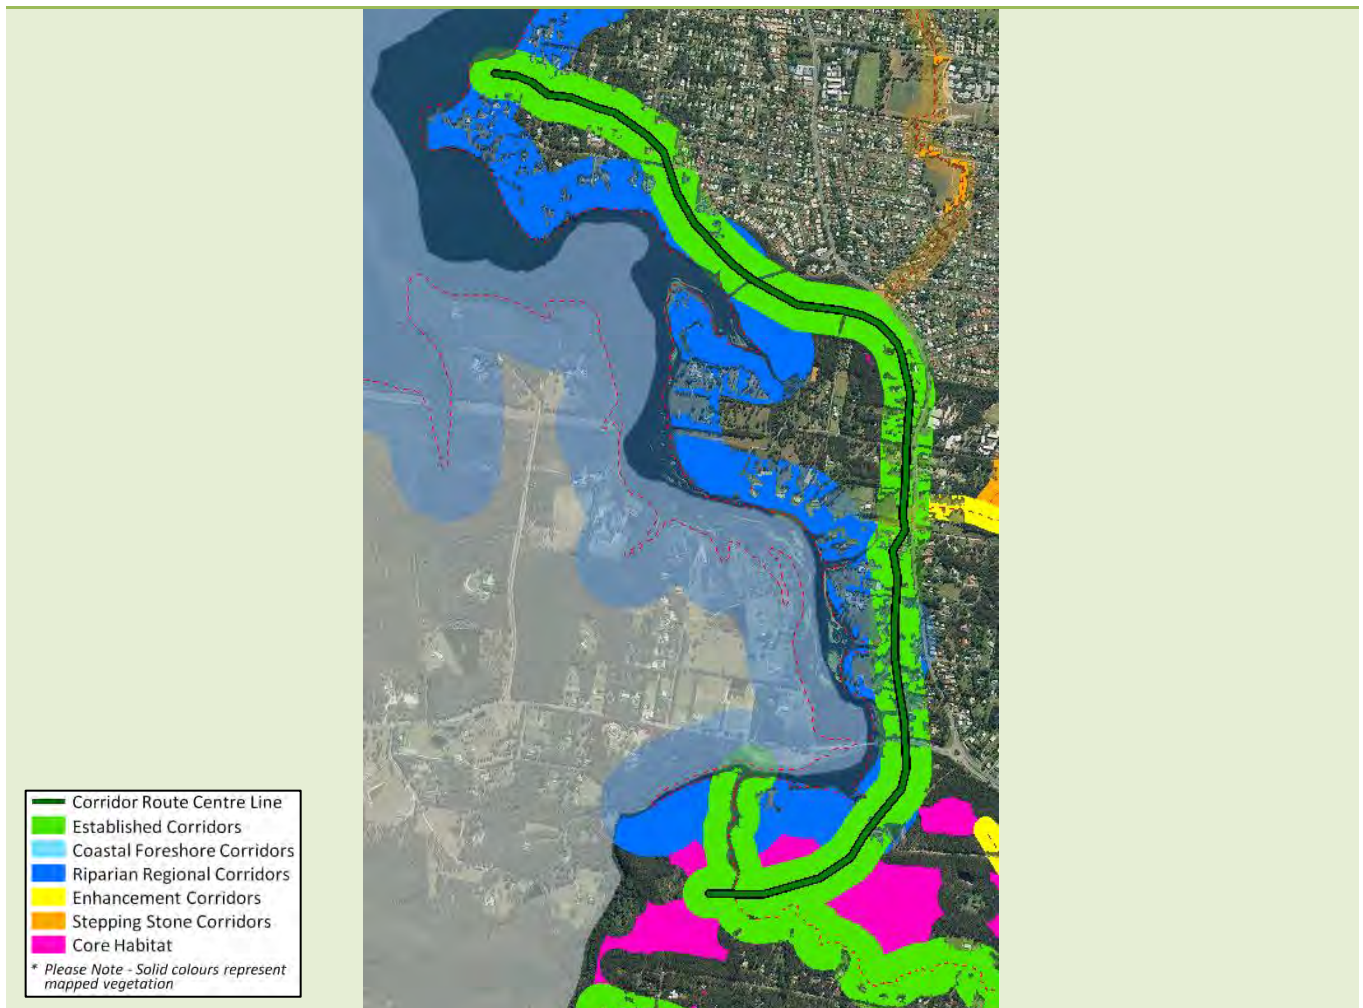 Corridor Route Centre Line
Established Corridors
Coastal Foreshore Corridors
Riparian Regional Corridors
Enhancement Corridors
Stepping Stone Corridors
Core Habitat
* Please Note - Solid colours represent
mapped vegetation